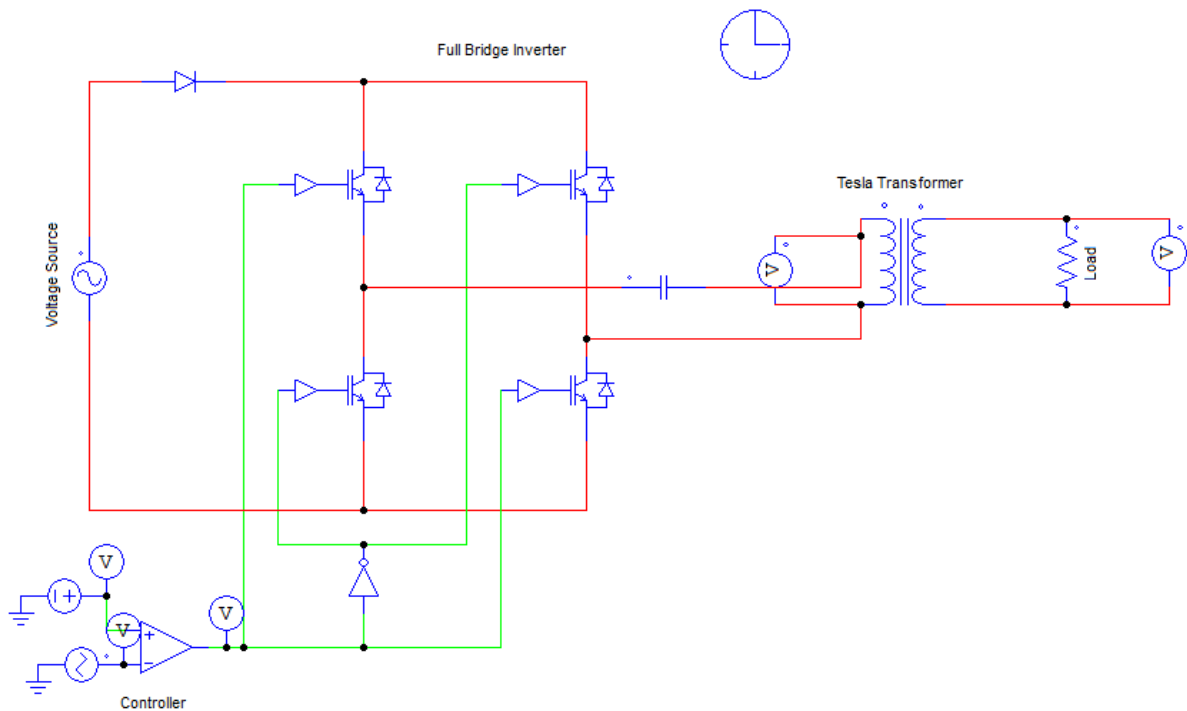 Full Bridge Inverter
Tesla Transformer
Voltage Source
V
V
Load
V
V
V
Controller